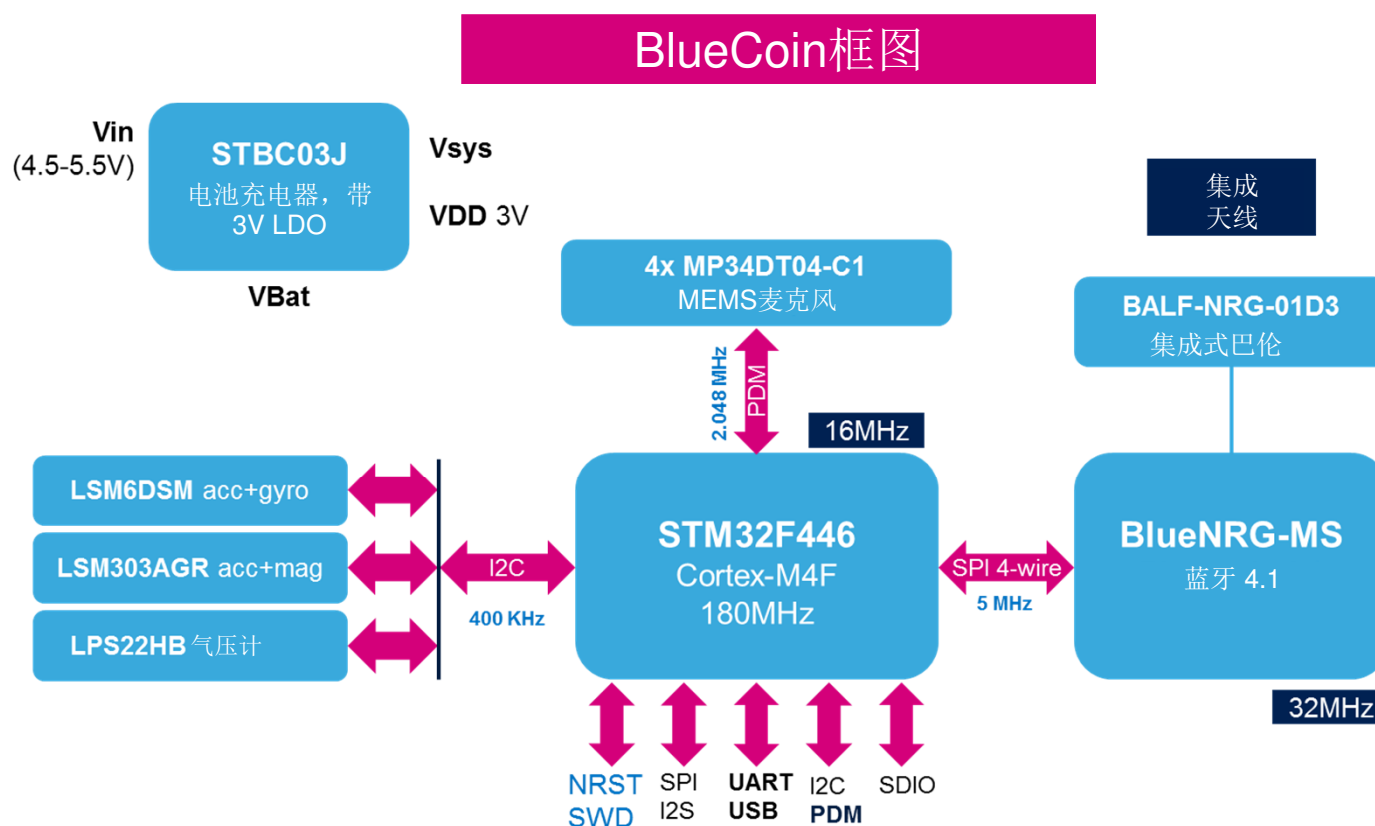 BlueCoin框图
Vin
(4.5-5.5V)
STBC03J
电池充电器，带
3V LDO
Vsys
VDD 3V
VBat
集成
天线
4x MP34DT04-C1
MEMS麦克风
BALF-NRG-01D3
集成式巴伦
2.048 MHz
PDM
16MHz
LSM6DSM acc+gyro
LSM303AGR acc+mag
LPS22HB 气压计
I2C
400 KHz
STM32F446
Cortex-M4F
180MHz
SPI 4-wire
5 MHz
BlueNRG-MS
蓝牙 4.1
32MHz
NRST
SWD
SPI
I2S
UART
USB
I2C
PDM
SDIO